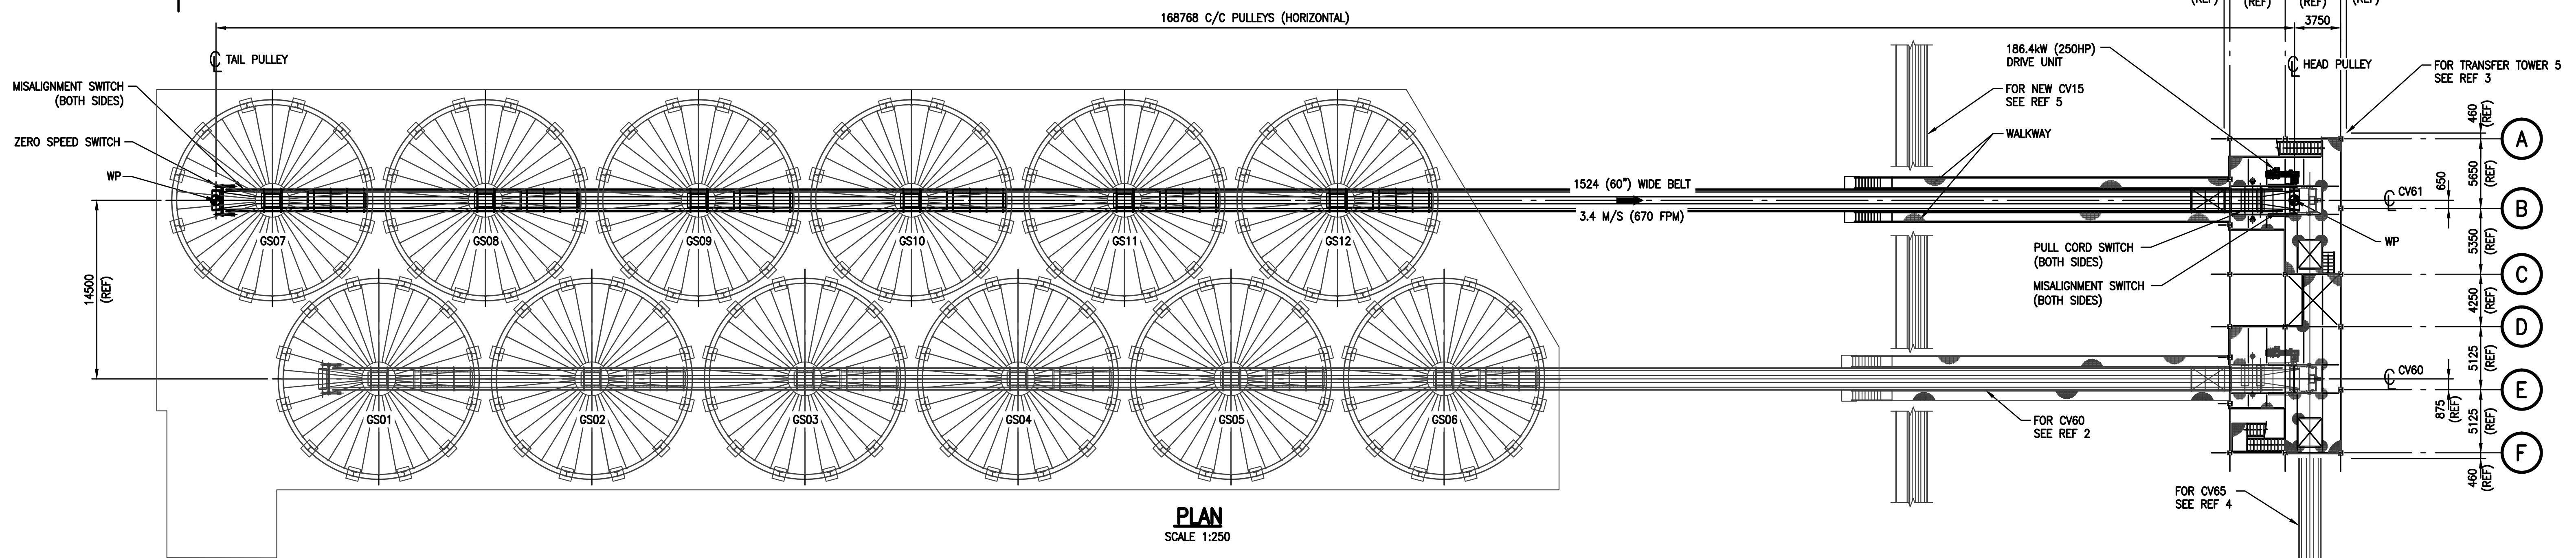 (REF)
(REF)
(REF)
(REF)
168768 C/C PULLEYS (HORIZONTAL)
3750
℄ TAIL PULLEY
MISALIGNMENT SWITCH
(BOTH SIDES)
ZERO SPEED SWITCH
WP
186.4kW (250HP)
DRIVE UNIT
℄ HEAD PULLEY
FOR TRANSFER TOWER 5
SEE REF 3
FOR NEW CV15
SEE REF 5
WALKWAY
460
(REF)
A
5650
(REF)
650
1524 (60") WIDE BELT
3.4 M/S (670 FPM)
℄ CV61
B
GS07
GS08
GS09
GS10
GS11
GS12
PULL CORD SWITCH
(BOTH SIDES)
WP
5350
(REF)
C
MISALIGNMENT SWITCH
(BOTH SIDES)
14500
(REF)
4250
(REF)
D
5125
(REF)
℄ CV60
E
875
(REF)
GS01
GS02
GS03
GS04
GS05
GS06
FOR CV60
SEE REF 2
5125
(REF)
F
460
(REF)
FOR CV65
SEE REF 4
PLAN
SCALE 1:250